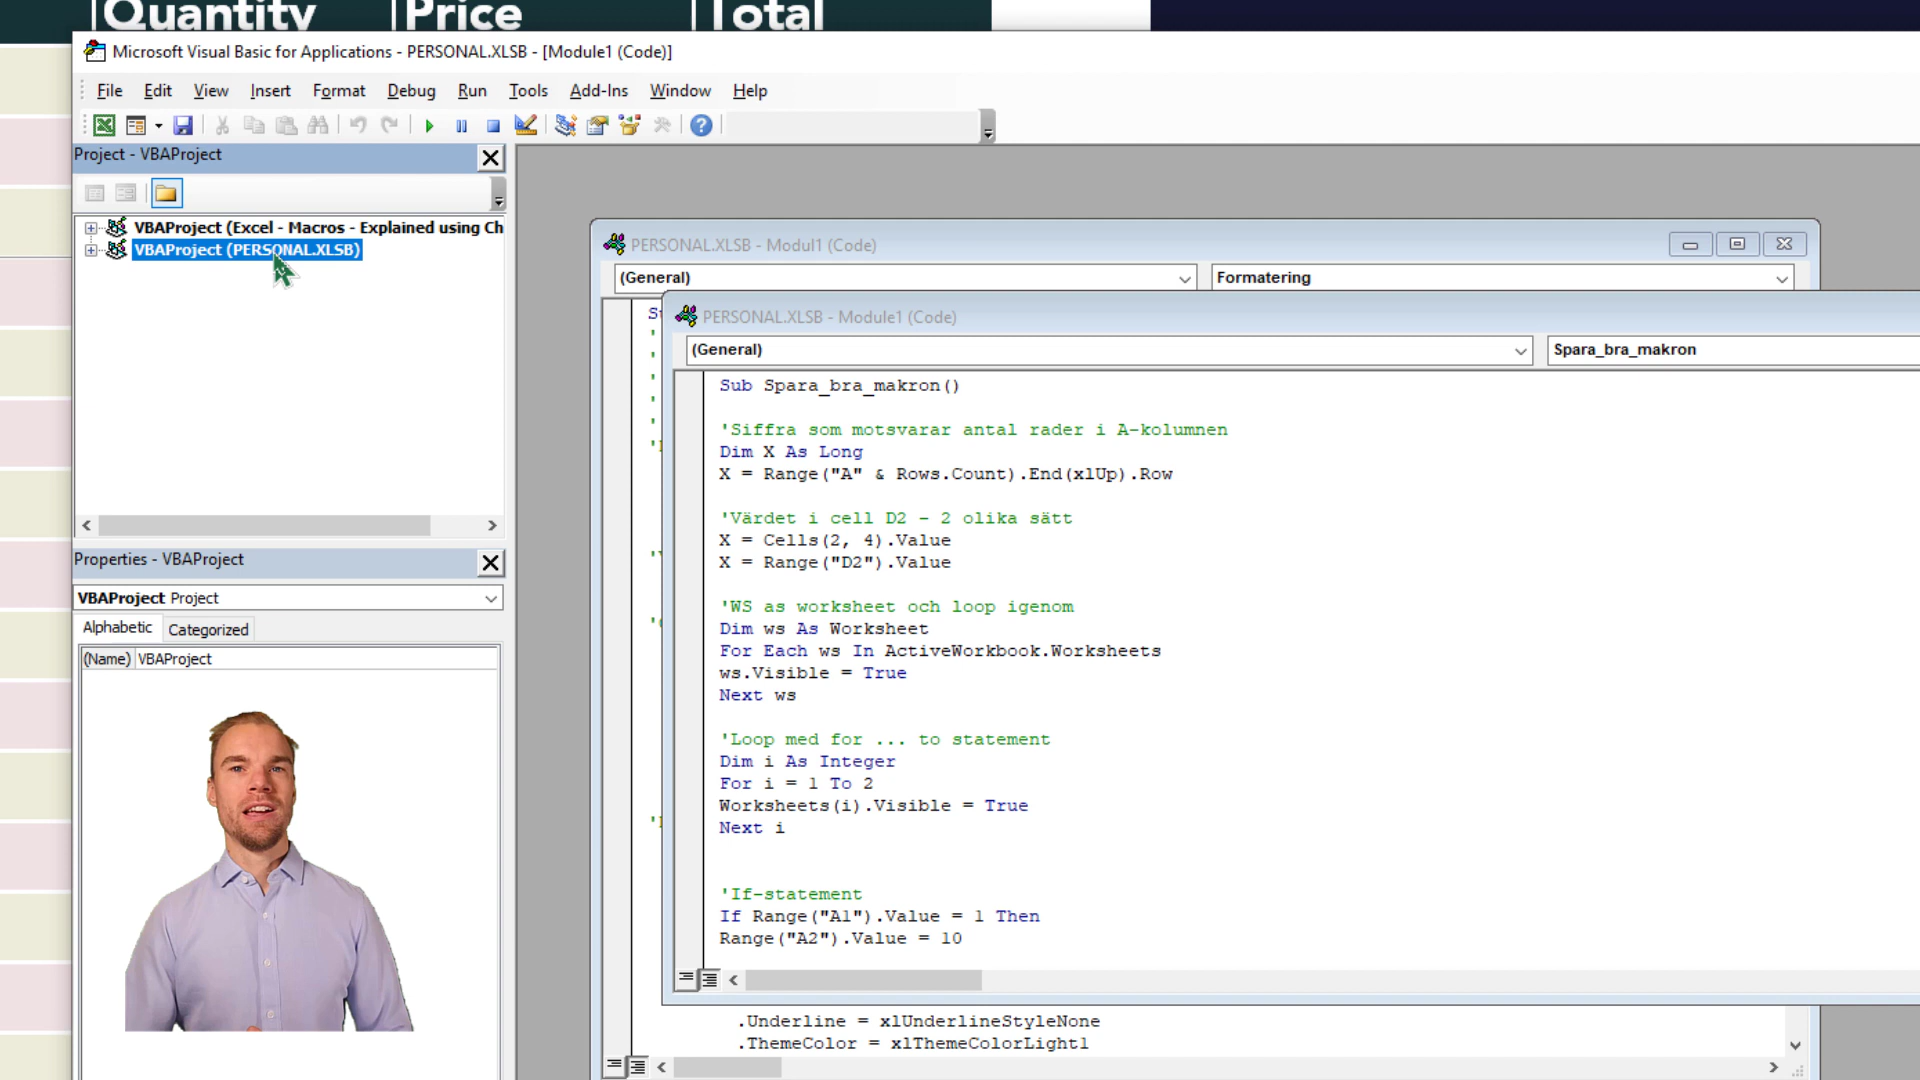 Quantity Price Total
Microsoft Visual Basic for Applications - PERSONAL.XLSB - [Module1 (Code)]
File Edit View Insert Format Debug Run Tools Add-Ins Window Help
Project - VBAProject
VBAProject (Excel - Macros - Explained using Ch
VBAProject (PERSONAL.XLSB)
Properties - VBAProject
VBAProject Project
Alphabetic Categorized
(Name) VBAProject
PERSONAL.XLSB - Modul1 (Code)
(General) Formatering
PERSONAL.XLSB - Module1 (Code)
(General) Spara_bra_makron
Sub Spara_bra_makron()
'Siffra som motsvarar antal rader i A-kolumnen
Dim X As Long
X = Range("A" & Rows.Count).End(xlUp).Row
'Värdet i cell D2 - 2 olika sätt
X = Cells(2, 4).Value
X = Range("D2").Value
'WS as worksheet och loop igenom
Dim ws As Worksheet
For Each ws In ActiveWorkbook.Worksheets
ws.Visible = True
Next ws
'Loop med for ... to statement
Dim i As Integer
For i = 1 To 2
Worksheets(i).Visible = True
Next i
'If-statement
If Range("A1").Value = 1 Then
Range("A2").Value = 10
.Underline = xlUnderlineStyleNone
.ThemeColor = xlThemeColorLight1